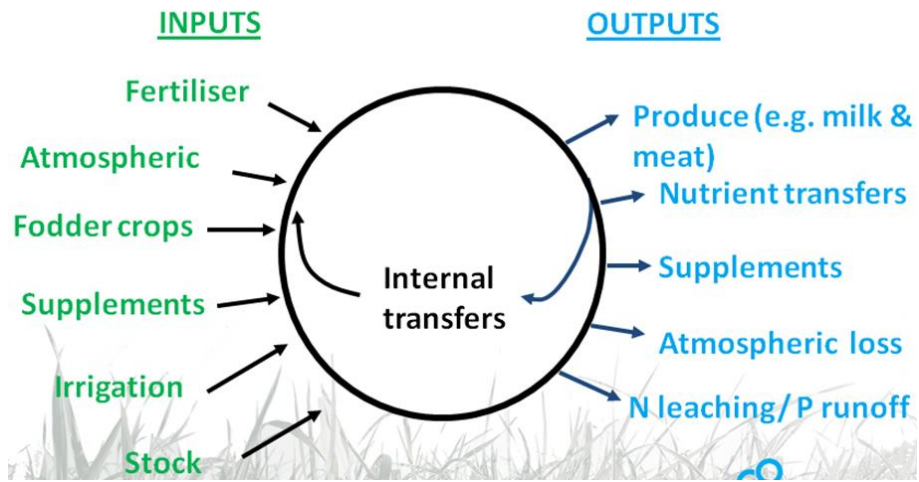 INPUTS
OUTPUTS
Fertiliser
Atmospheric
Fodder crops
Supplements
Irrigation
Stock
Internal
transfers
Produce (e.g. milk &
meat)
Nutrient transfers
Supplements
Atmospheric loss
N leaching/ P runoff